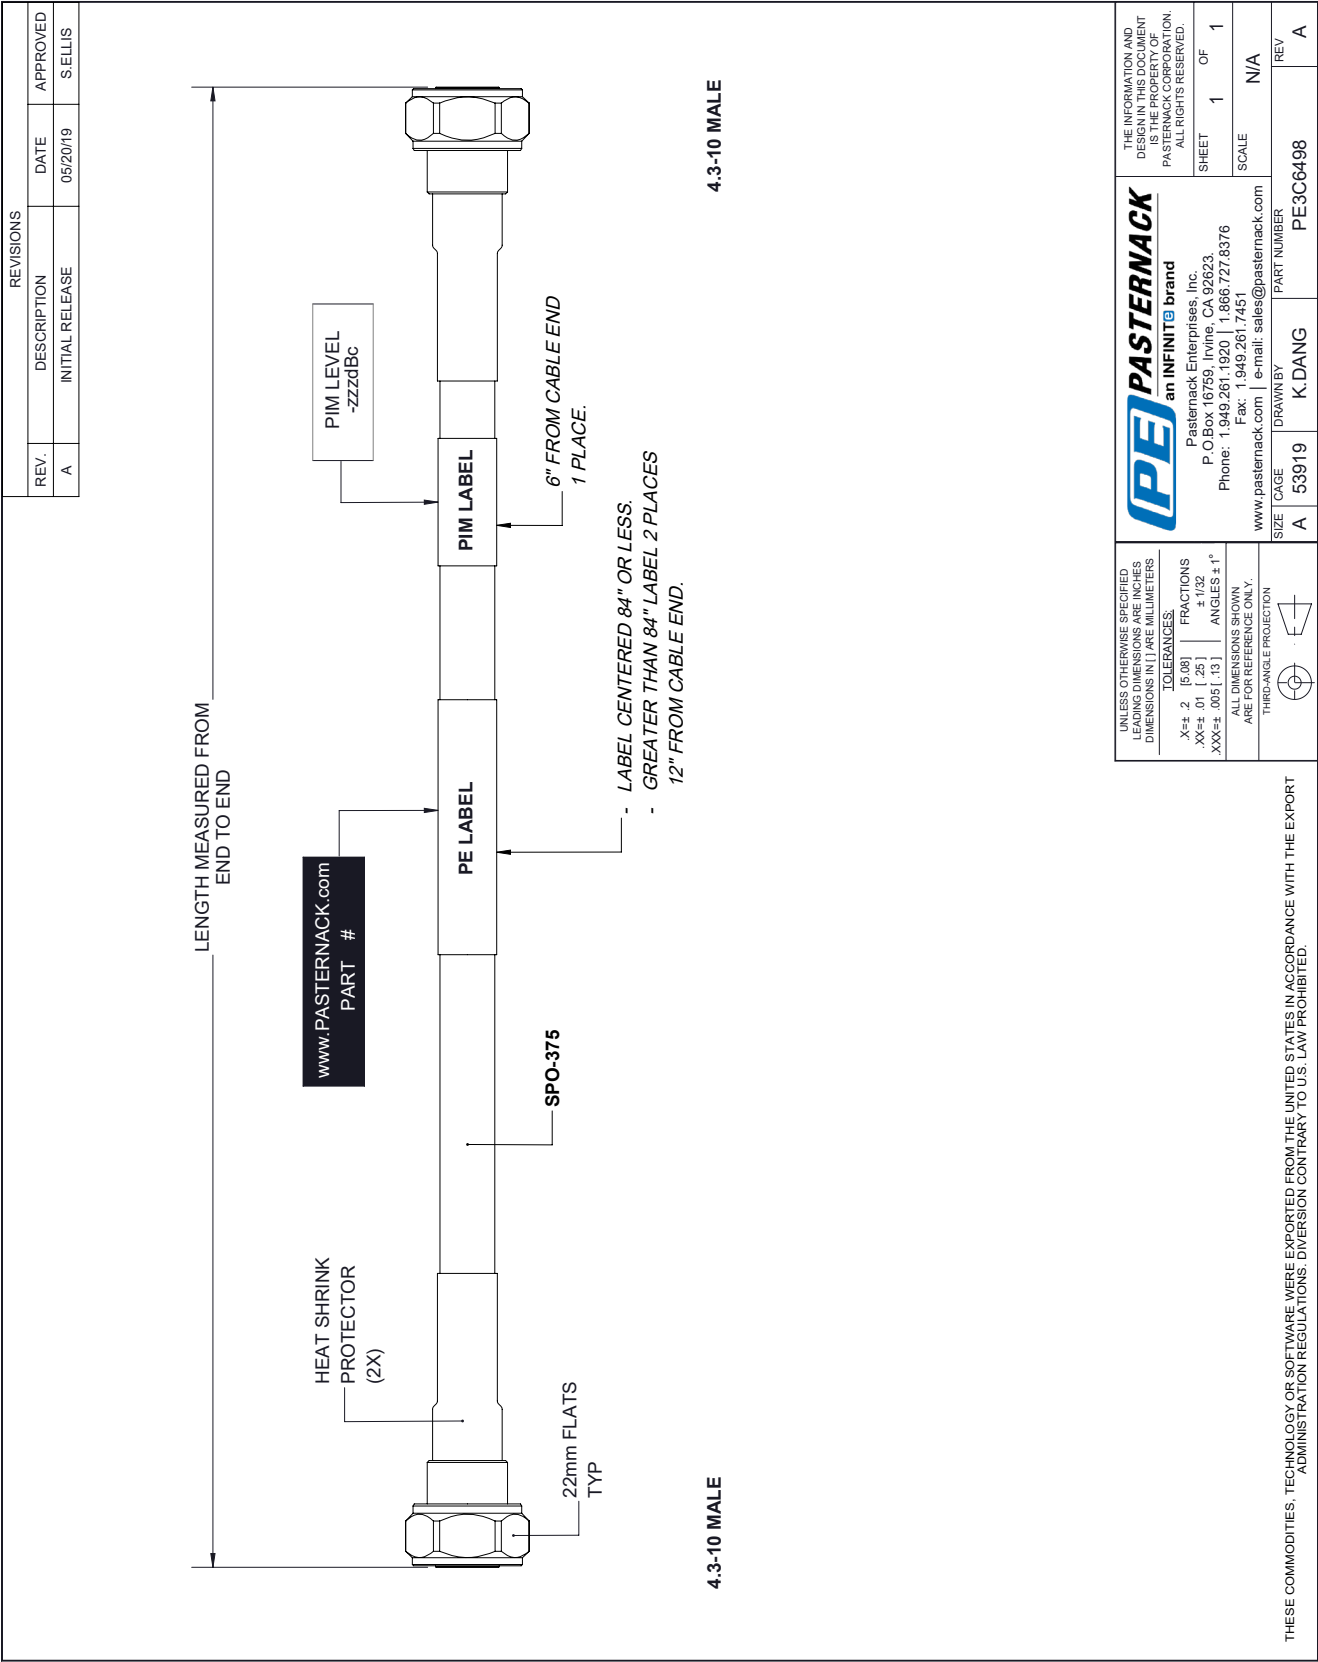 REVISIONS
REV. DESCRIPTION DATE APPROVED
A INITIAL RELEASE 05/20/19 S.ELLIS
LENGTH MEASURED FROM
END TO END
HEAT SHRINK
PROTECTOR
(2X)
www.PASTERNACK.com
PART #
PIM LEVEL
-zzzdBc
PE LABEL
PIM LABEL
22mm FLATS
TYP
SPO-375
6" FROM CABLE END
1 PLACE.
- LABEL CENTERED 84" OR LESS.
- GREATER THAN 84" LABEL 2 PLACES
12" FROM CABLE END.
4.3-10 MALE
4.3-10 MALE
UNLESS OTHERWISE SPECIFIED
LEADING DIMENSIONS ARE INCHES
DIMENSIONS IN [ ] ARE MILLIMETERS
TOLERANCES:
.X=± .2 [5.08] FRACTIONS
.XX=± .01 [ .25 ] ± 1/32
.XXX=± .005 [ .13 ] ANGLES ± 1°
ALL DIMENSIONS SHOWN
ARE FOR REFERENCE ONLY.
THIRD-ANGLE PROJECTION
PE PASTERNACK
an INFINITe brand
Pasternack Enterprises, Inc.
P.O.Box 16759, Irvine, CA 92623.
Phone: 1.949.261.1920 | 1.866.727.8376
Fax: 1.949.261.7451
www.pasternack.com | e-mail: sales@pasternack.com
THE INFORMATION AND
DESIGN IN THIS DOCUMENT
IS THE PROPERTY OF
PASTERNACK CORPORATION.
ALL RIGHTS RESERVED.
SHEET 1 OF 1
SCALE N/A
SIZE A
CAGE 53919
DRAWN BY K.DANG
PART NUMBER PE3C6498
REV A
THESE COMMODITIES, TECHNOLOGY OR SOFTWARE WERE EXPORTED FROM THE UNITED STATES IN ACCORDANCE WITH THE EXPORT
ADMINISTRATION REGULATIONS. DIVERSION CONTRARY TO U.S. LAW PROHIBITED.